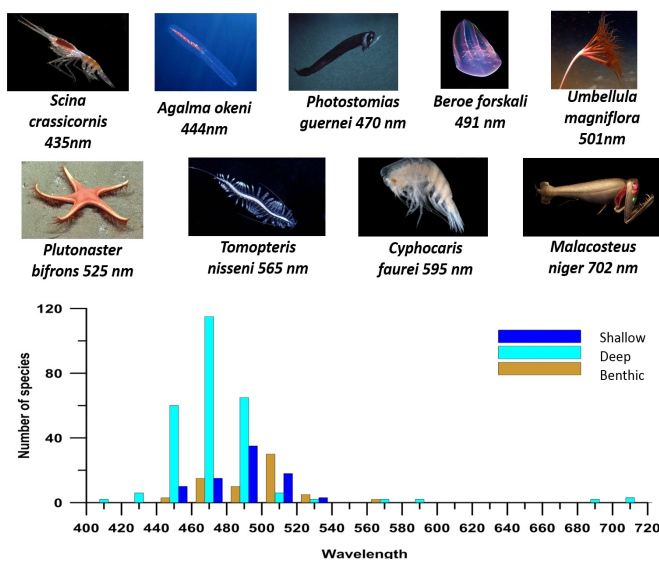 Scina
crassicornis
435nm
Agalma okeni
444nm
Photostomias
guernei 470 nm
Beroe forskali
491 nm
Umbellula
magniflora
501nm
Plutonaster
bifrons 525 nm
Tomopteris
nisseni 565 nm
Cyphocaris
faurei 595 nm
Malacosteus
niger 702 nm
Number of species
120
80
40
0
Shallow
Deep
Benthic
400 420 440 460 480 500 520 540 560 580 600 620 640 660 680 700 720
Wavelength